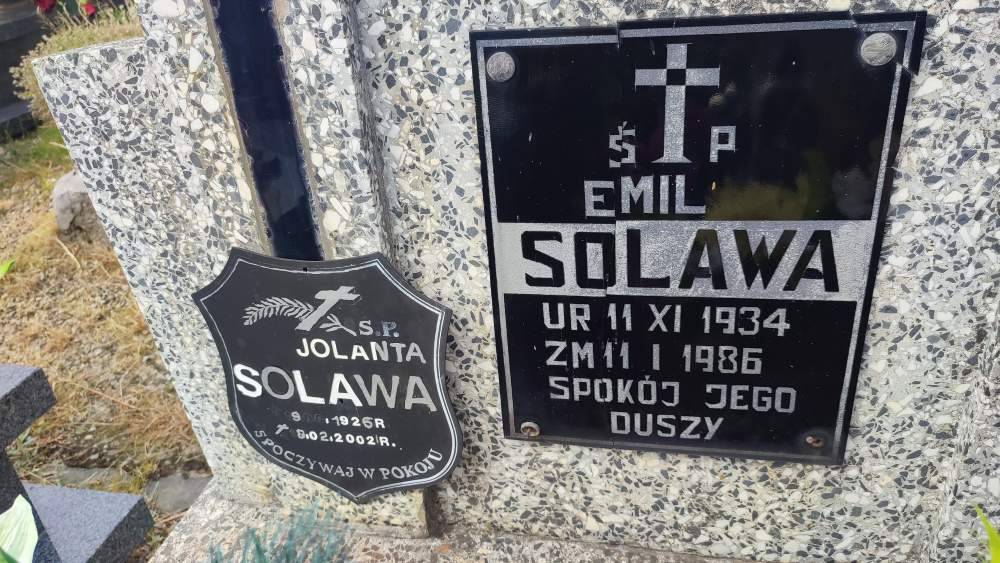 Ś P
EMIL
SOLAWA
UR 11 XI 1934
ZM 11 I 1986
SPOKÓJ JEGO
DUSZY
Ś.P.
JOLANTA
SOLAWA
1926R
9.02.2002R.
SPOCZYWAJ W POKOJU